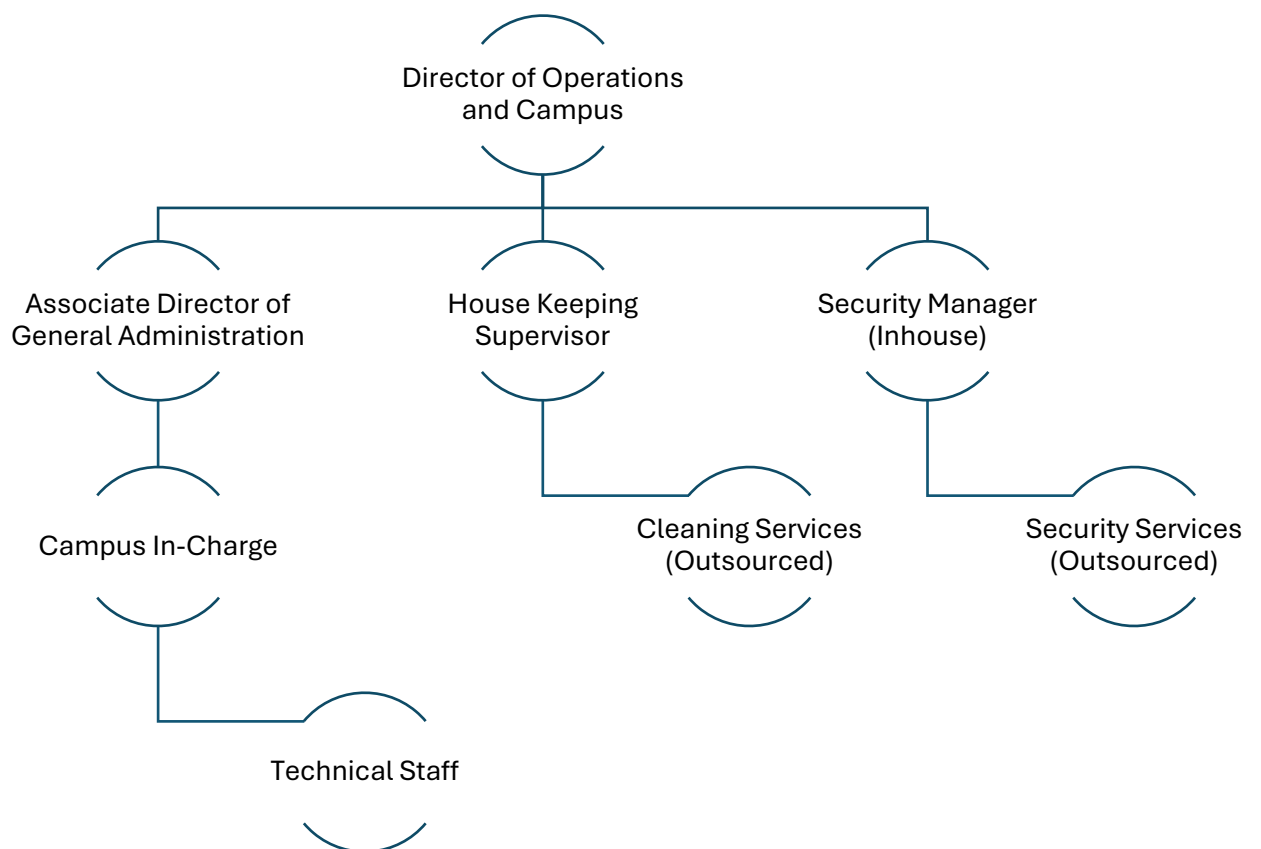 Director of Operations
and Campus
Associate Director of
General Administration
House Keeping
Supervisor
Security Manager
(Inhouse)
Campus In-Charge
Cleaning Services
(Outsourced)
Security Services
(Outsourced)
Technical Staff